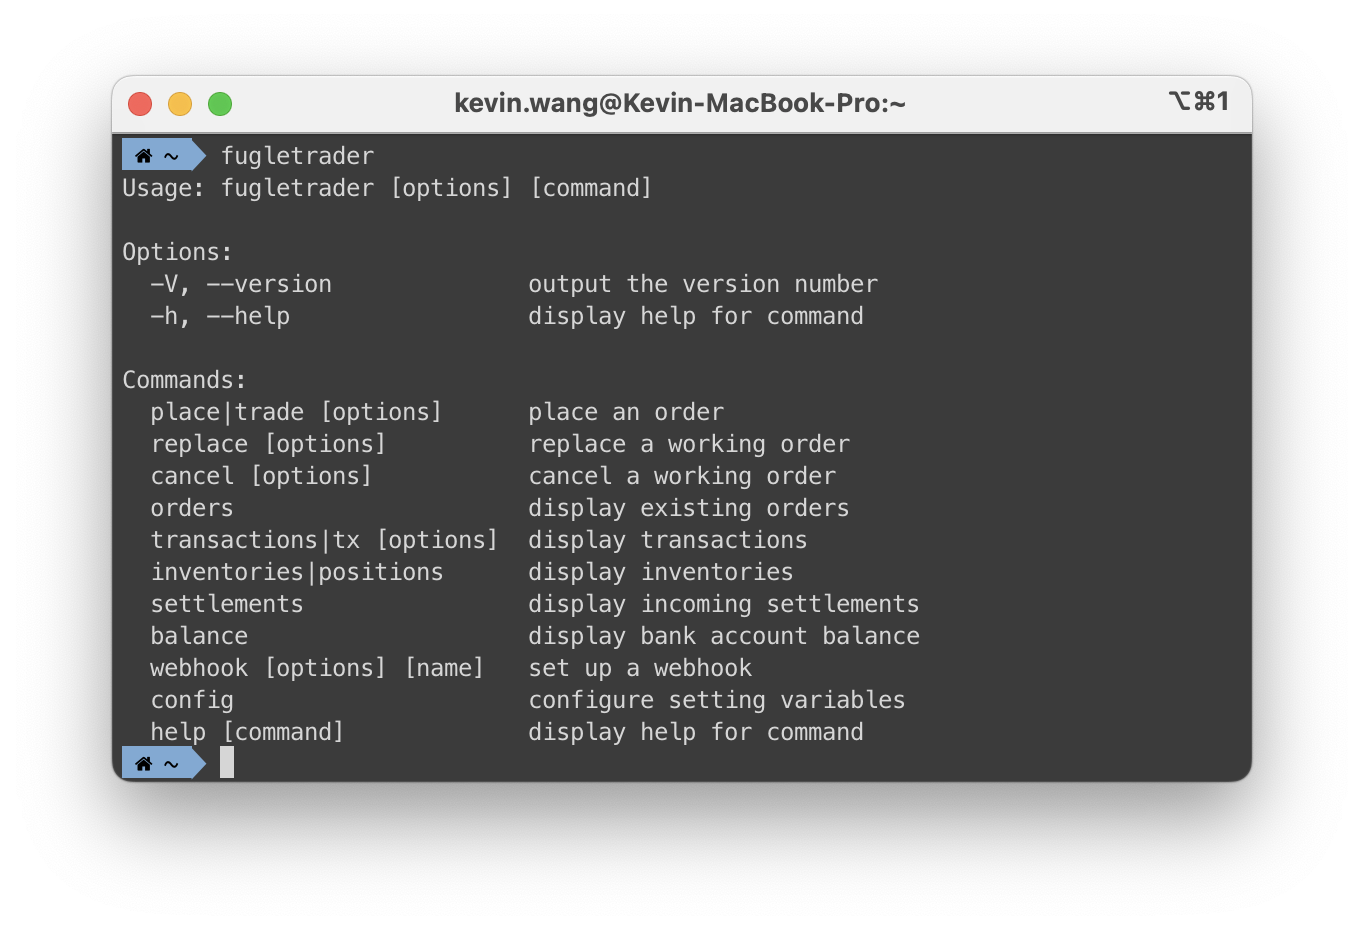 kevin.wang@Kevin-MacBook-Pro:~ ⌥⌘1
~ fugletrader
Usage: fugletrader [options] [command]
Options:
-V, --version output the version number
-h, --help display help for command
Commands:
place|trade [options] place an order
replace [options] replace a working order
cancel [options] cancel a working order
orders display existing orders
transactions|tx [options] display transactions
inventories|positions display inventories
settlements display incoming settlements
balance display bank account balance
webhook [options] [name] set up a webhook
config configure setting variables
help [command] display help for command
~